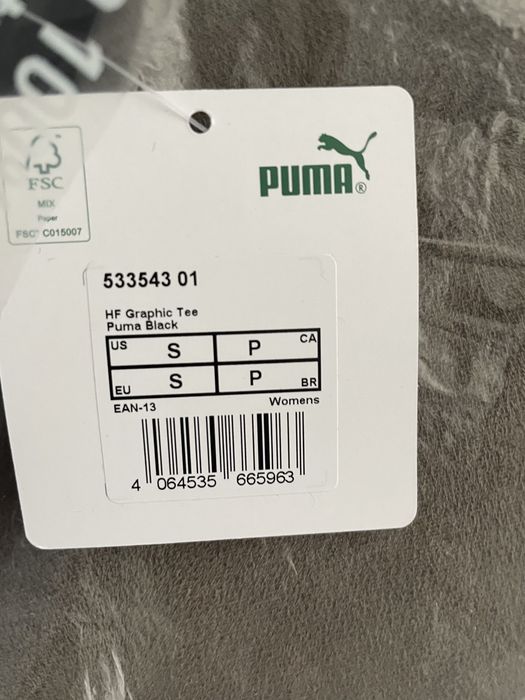 100
FSC
MIX
Paper
FSC® C015007
PUMA®
533543 01
HF Graphic Tee
Puma Black
US S P CA
EU S P BR
EAN-13 Womens
4 064535 665963